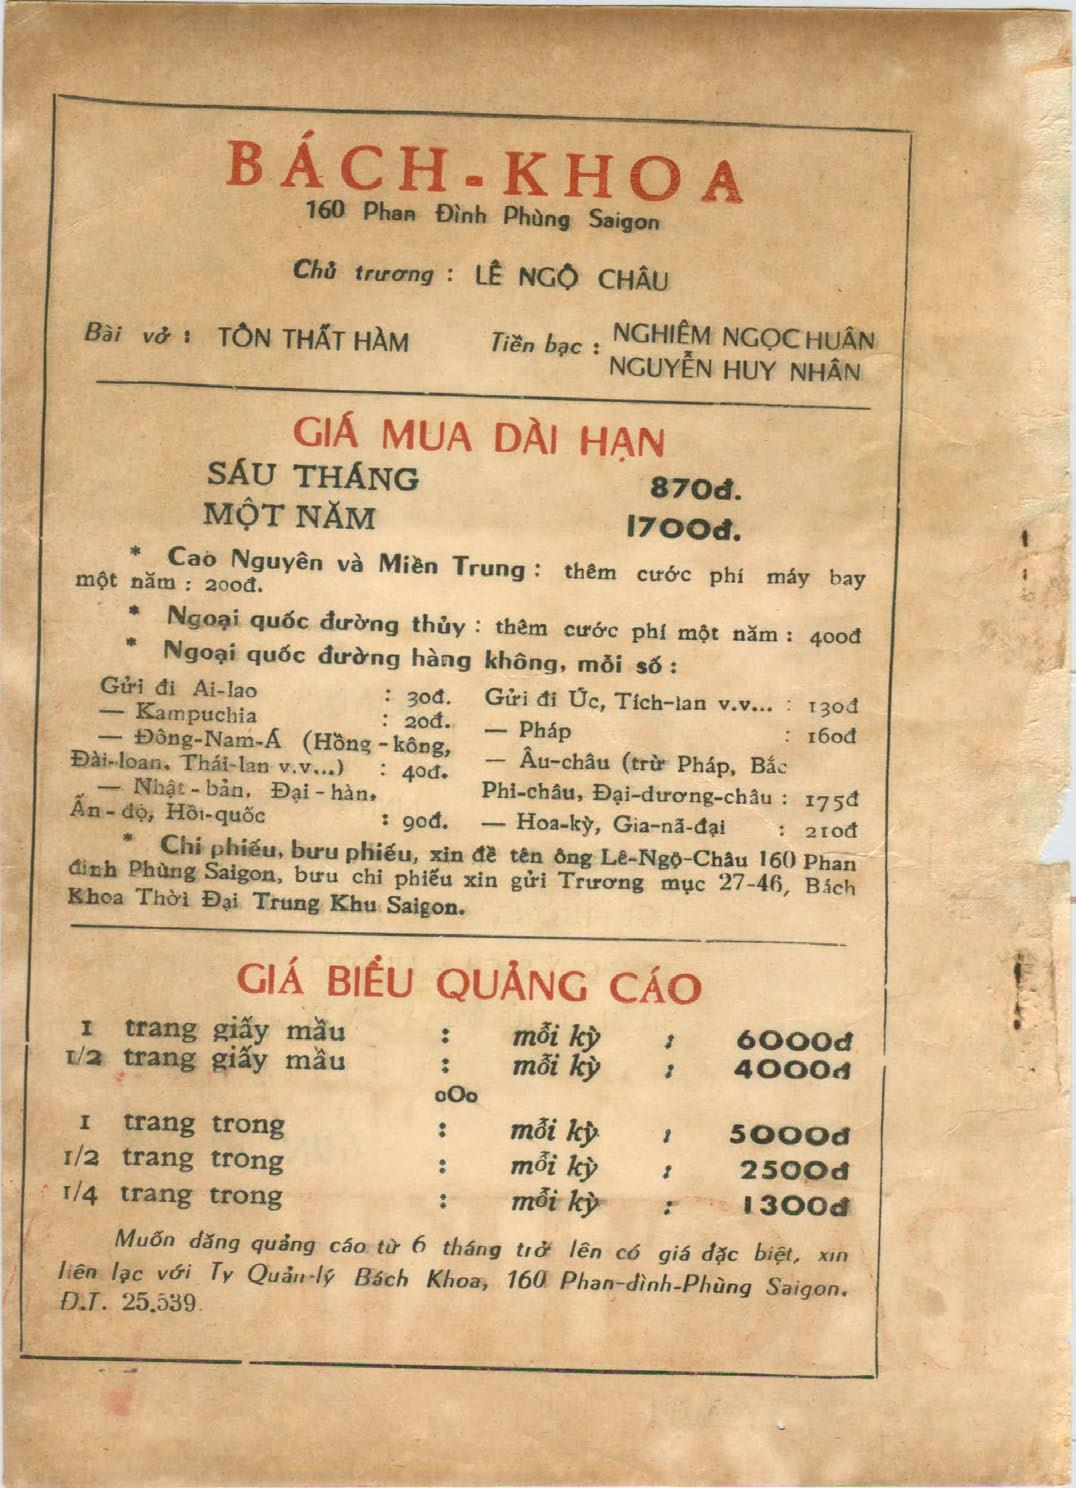 BÁCH-KHOA
160 Phan Đình Phùng Saigon
Chủ trương : LÊ NGỘ CHÂU
Bài vở : TÔN THẤT HÀM
Tiền bạc : NGHIÊM NGỌC HUÂN
NGUYỄN HUY NHÂN
GIÁ MUA DÀI HẠN
SÁU THÁNG 870đ.
MỘT NĂM 1700đ.
* Cao Nguyên và Miền Trung : thêm cước phí máy bay
một năm : 200đ.
* Ngoại quốc đường thủy : thêm cước phí một năm : 400đ
* Ngoại quốc đường hàng không, mỗi số :
Gửi đi Ai-lao : 30đ.
— Kampuchia : 20đ.
— Đông-Nam-Á (Hồng-kông,
Đài-loan, Thái-lan v.v...) : 40đ.
— Nhật-bản, Đại-hàn,
Ấn-độ, Hồi-quốc : 90đ.
Gửi đi Úc, Tích-lan v.v... : 130đ
— Pháp : 160đ
— Âu-châu (trừ Pháp, Bắc
Phi-châu, Đại-dương-châu : 175đ
— Hoa-kỳ, Gia-nã-đại : 210đ
* Chi phiếu, bưu phiếu, xin đề tên ông Lê-Ngộ-Châu 160 Phan
đình Phùng Saigon, bưu chi phiếu xin gửi Trương mục 27-46, Bách
Khoa Thời Đại Trung Khu Saigon.
GIÁ BIỂU QUẢNG CÁO
1 trang giấy mầu : mỗi kỳ : 6000đ
1/2 trang giấy mầu : mỗi kỳ : 4000đ
oOo
1 trang trong : mỗi kỳ : 5000đ
1/2 trang trong : mỗi kỳ : 2500đ
1/4 trang trong : mỗi kỳ : 1300đ
Muốn dăng quảng cáo từ 6 tháng trở lên có giá đặc biệt, xin
liên lạc với Ty Quản-lý Bách Khoa, 160 Phan-dình-Phùng Saigon.
Đ.T. 25.539.